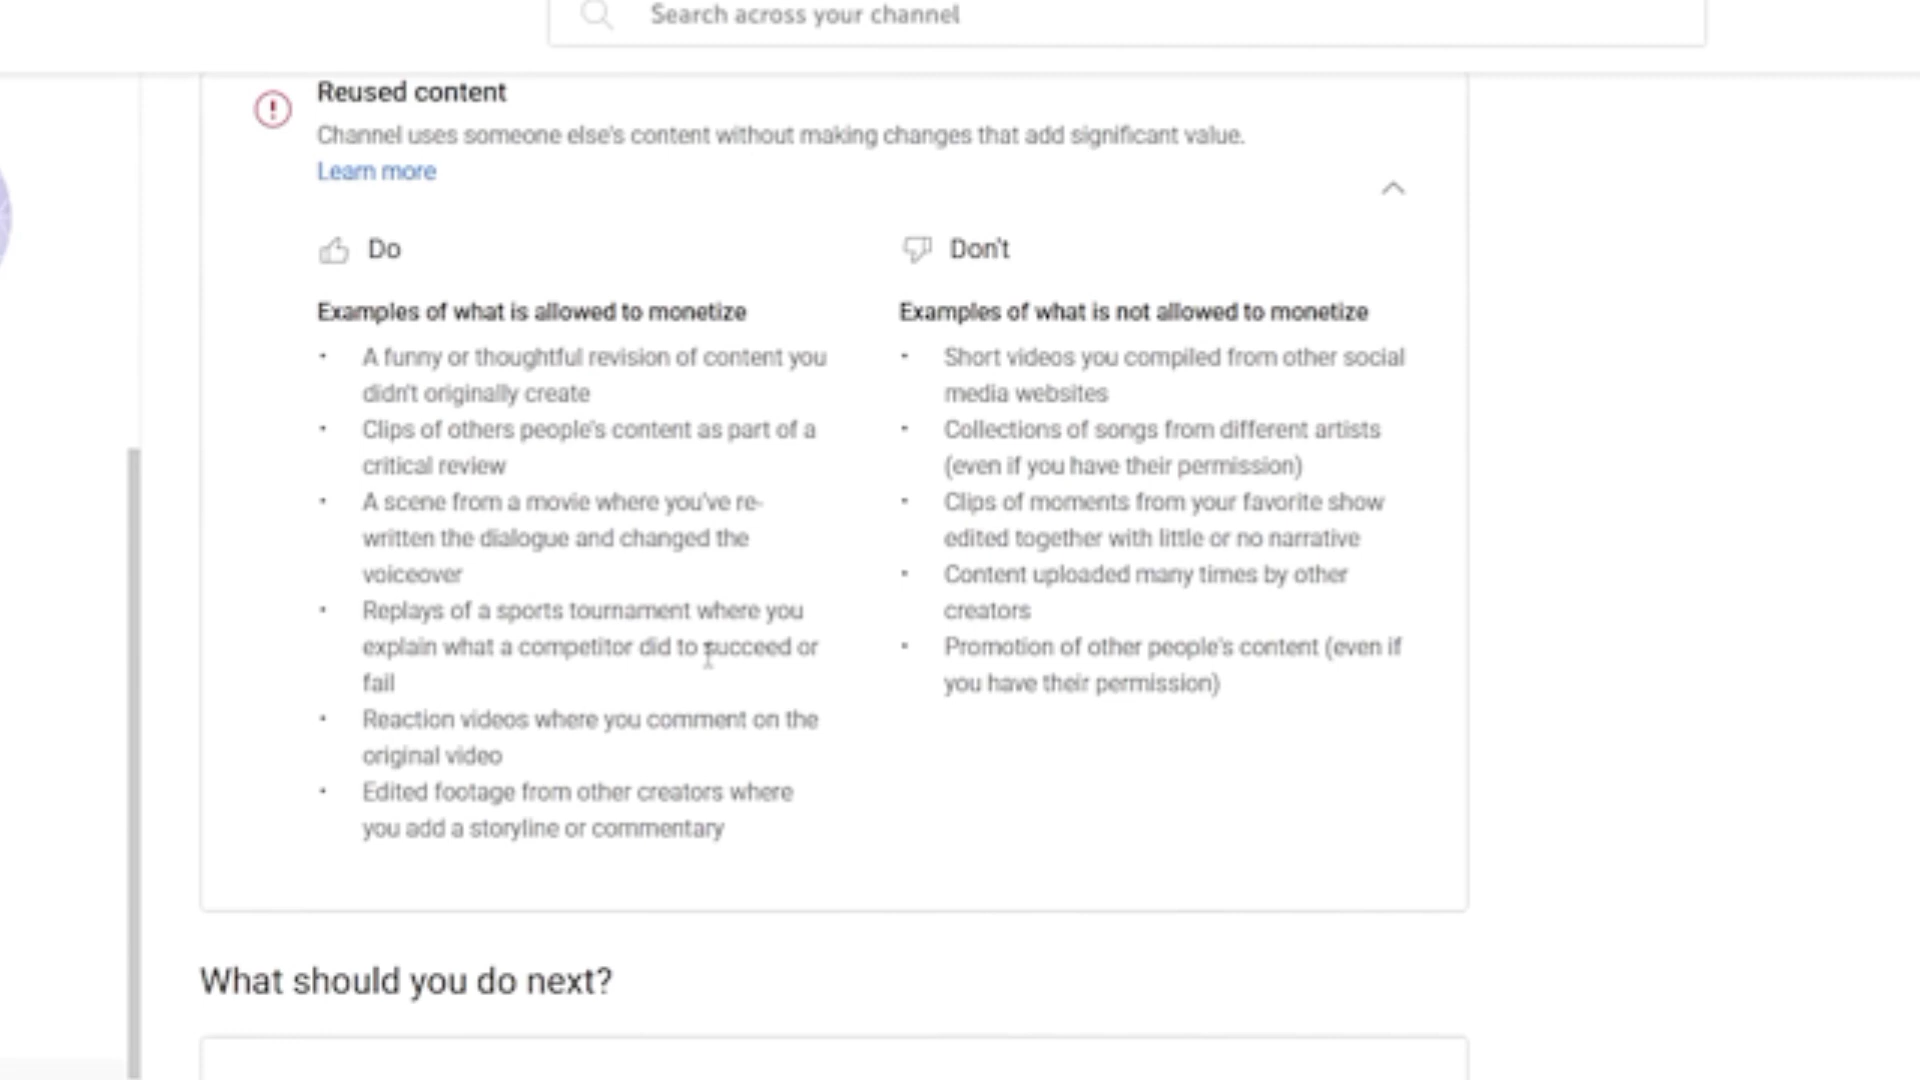 Search across your channel
Reused content
Channel uses someone else's content without making changes that add significant value.
Learn more
Do
Examples of what is allowed to monetize
· A funny or thoughtful revision of content you
didn't originally create
· Clips of others people's content as part of a
critical review
· A scene from a movie where you've re-
written the dialogue and changed the
voiceover
· Replays of a sports tournament where you
explain what a competitor did to succeed or
fail
· Reaction videos where you comment on the
original video
· Edited footage from other creators where
you add a storyline or commentary
Don't
Examples of what is not allowed to monetize
· Short videos you compiled from other social
media websites
· Collections of songs from different artists
(even if you have their permission)
· Clips of moments from your favorite show
edited together with little or no narrative
· Content uploaded many times by other
creators
· Promotion of other people's content (even if
you have their permission)
What should you do next?